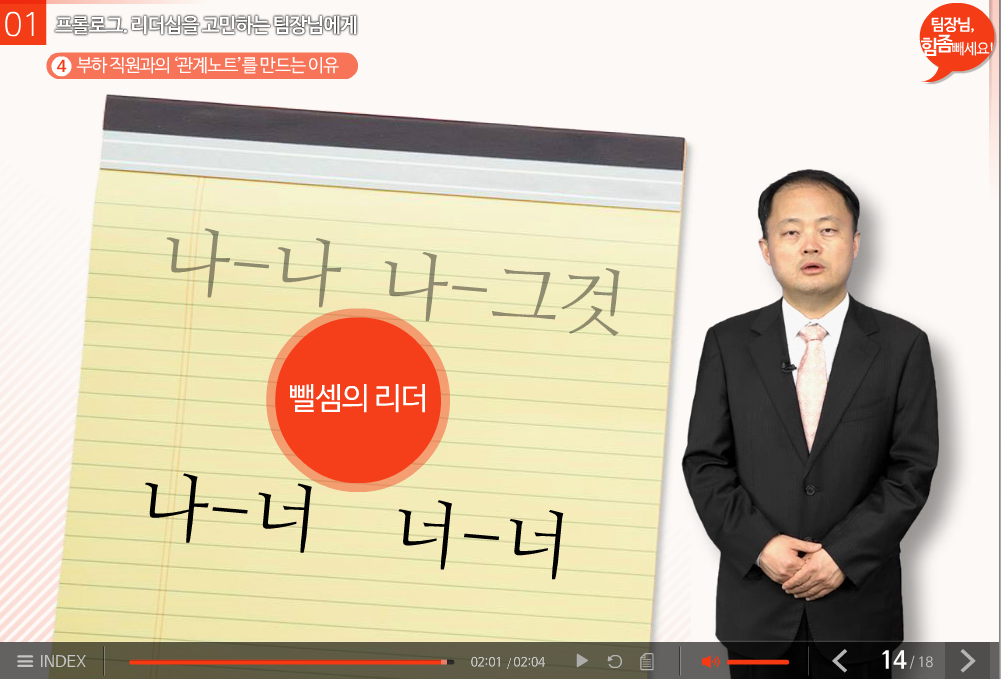 01 프롤로그. 리더십을 고민하는 팀장님에게
4 부하 직원과의 ‘관계노트’를 만드는 이유
팀장님,
힘좀빼세요!
나-나 나-그것
뺄셈의 리더
나-너 너-너
INDEX 02:01 / 02:04 14 / 18